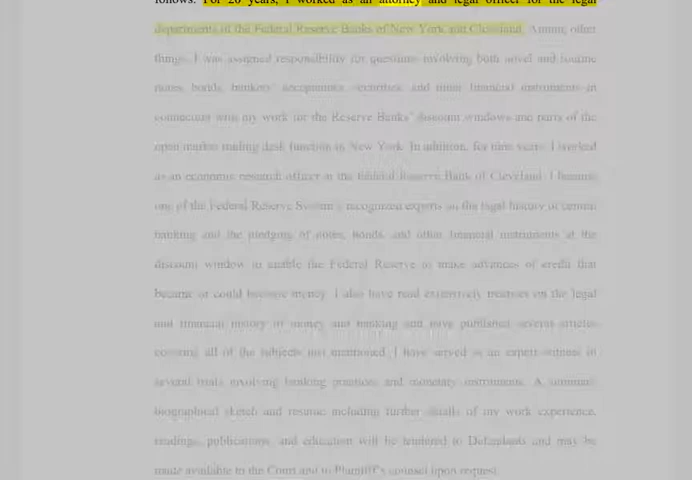 follows: For 20 years, I worked as an attorney and legal officer for the legal
departments of the Federal Reserve Banks of New York and Cleveland. Among other
things, I was assigned responsibility for questions involving both novel and routine
notes, bonds, bankers' acceptances, securities, and other financial instruments in
connection with my work for the Reserve Banks' discount windows and parts of the
open market trading desk function in New York. In addition, for nine years, I worked
as an economic research officer at the Federal Reserve Bank of Cleveland. I became
one of the Federal Reserve System's recognized experts on the legal history of central
banking and the pledging of notes, bonds, and other financial instruments at the
discount window to enable the Federal Reserve to make advances of credit that
became or could become money. I also have read extensively treatises on the legal
and financial history of money and banking and have published several articles
covering all of the subjects just mentioned. I have served as an expert witness in
several trials involving banking practices and monetary instruments. A summary
biographical sketch and resume including further details of my work experience,
readings, publications, and education will be tendered to Defendants and may be
made available to the Court and to Plaintiff's counsel upon request.